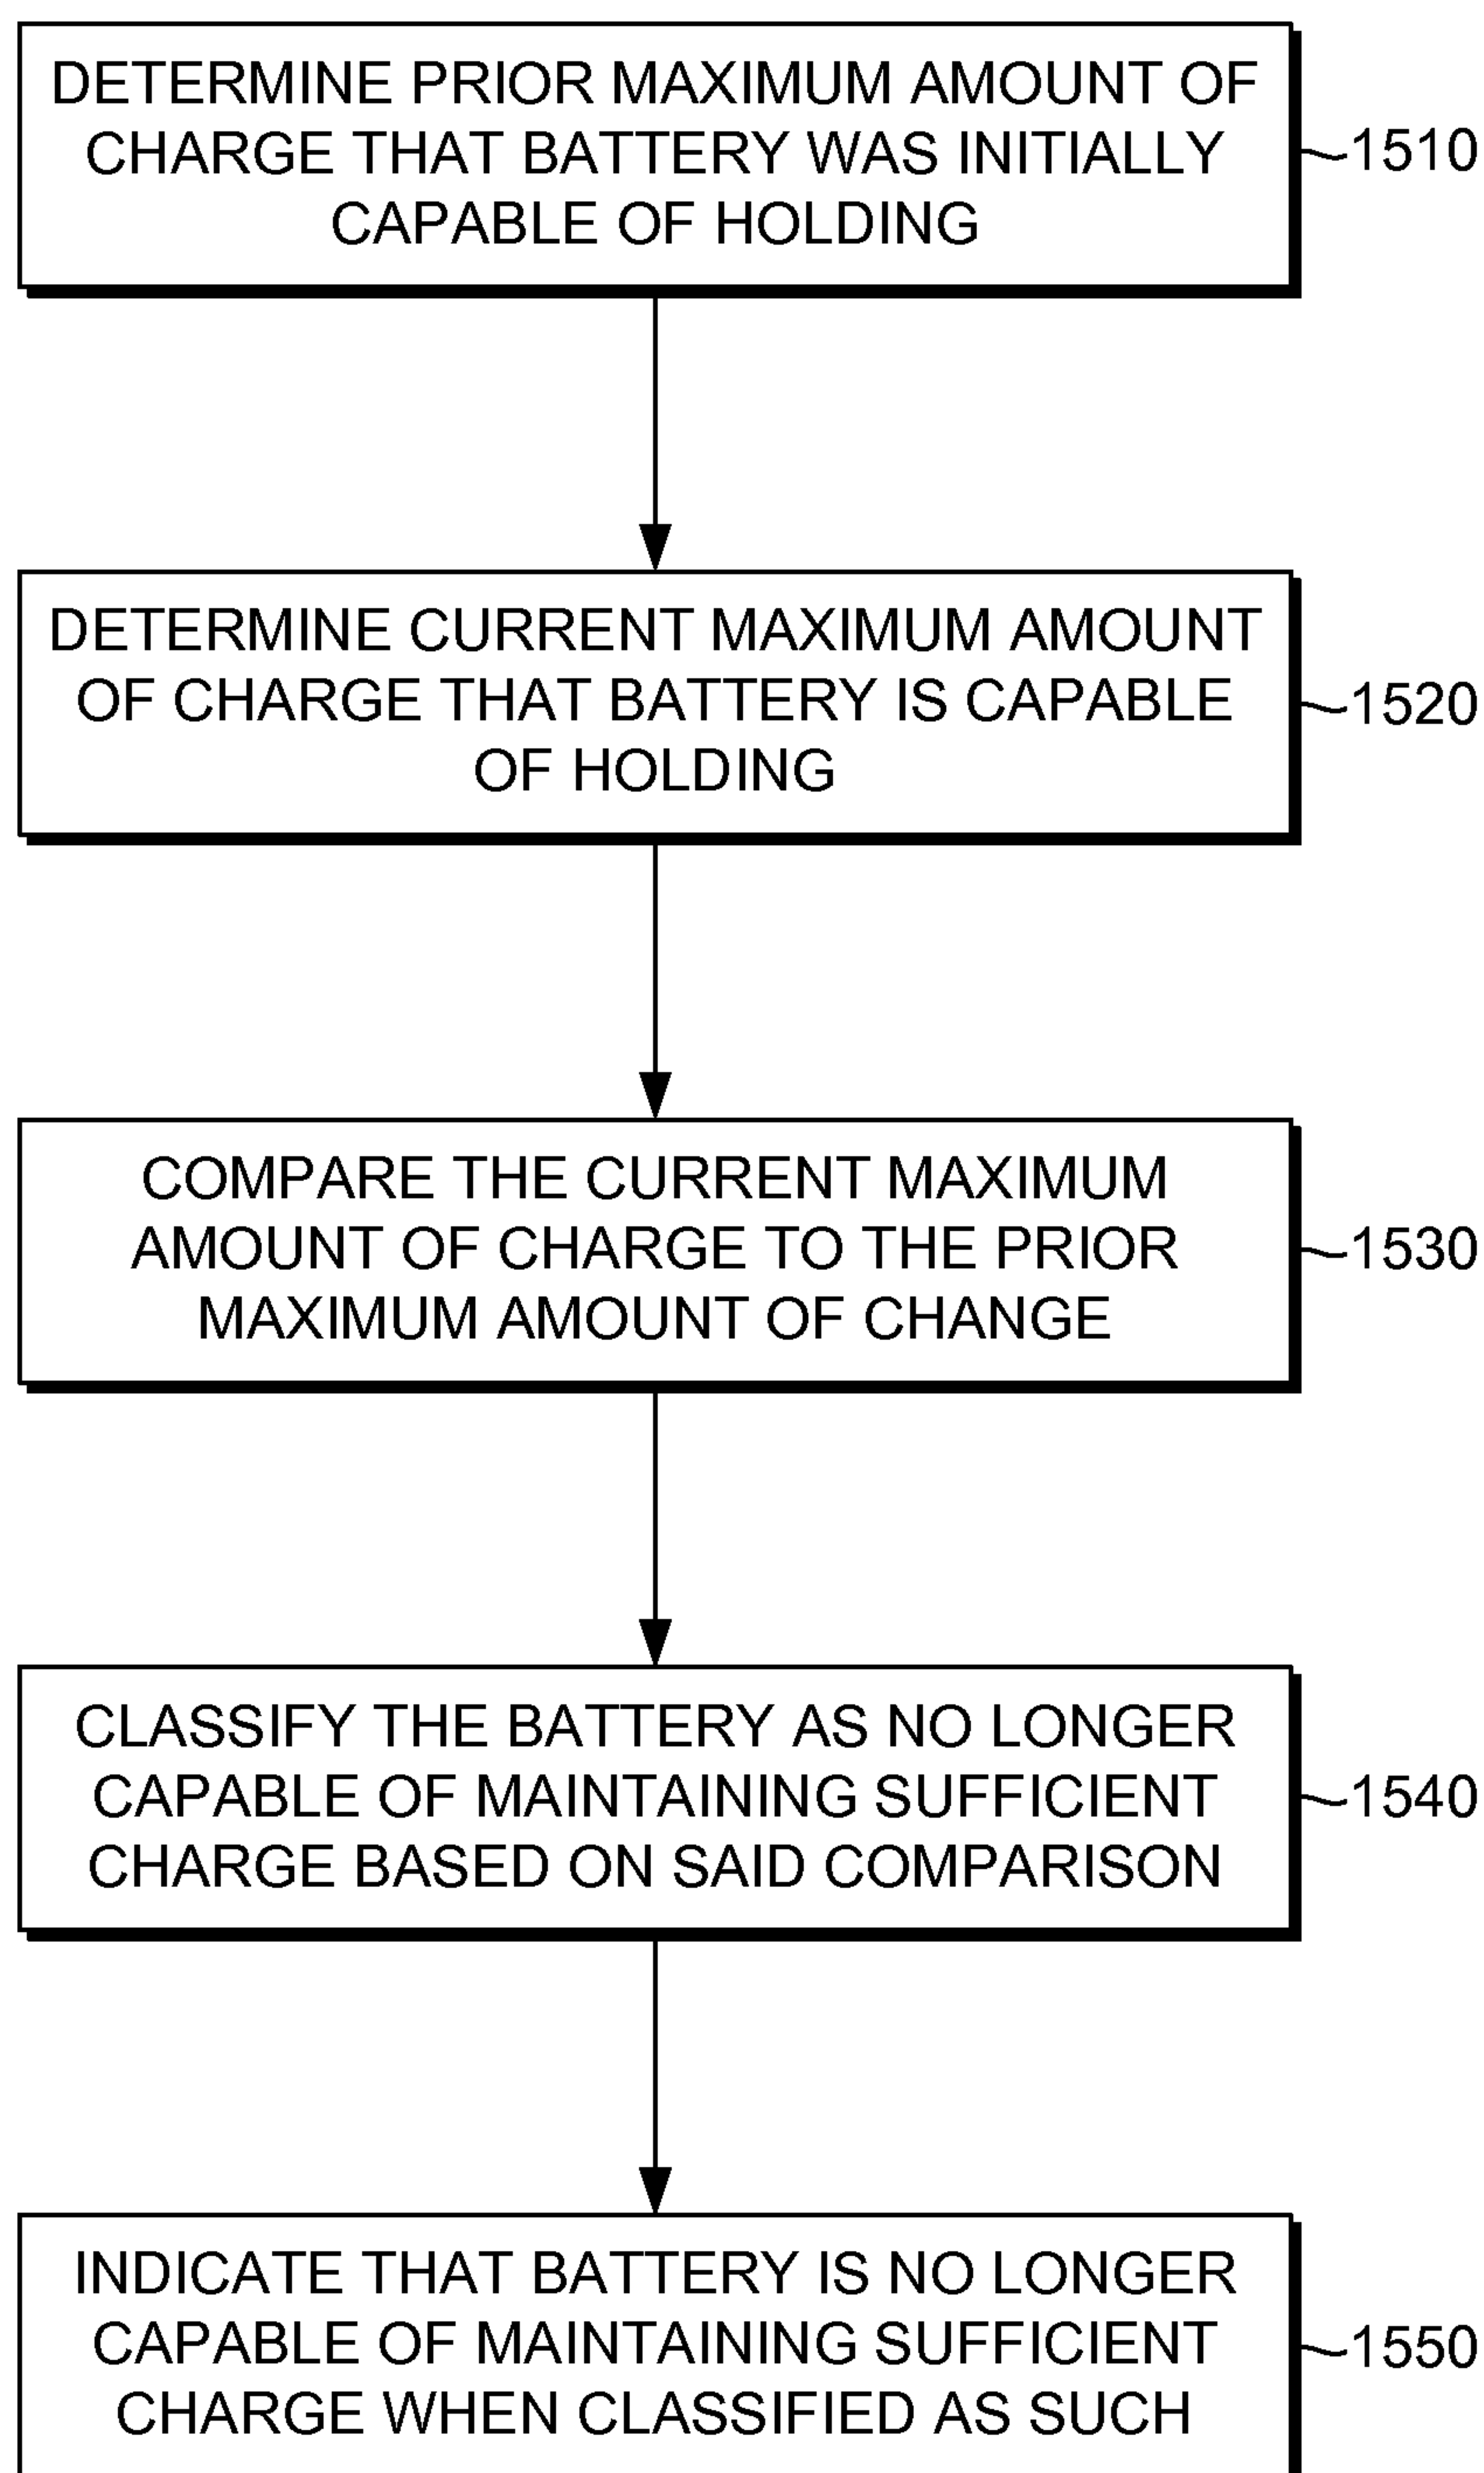 DETERMINE PRIOR MAXIMUM AMOUNT OF
CHARGE THAT BATTERY WAS INITIALLY
CAPABLE OF HOLDING
1510
DETERMINE CURRENT MAXIMUM AMOUNT
OF CHARGE THAT BATTERY IS CAPABLE
OF HOLDING
1520
COMPARE THE CURRENT MAXIMUM
AMOUNT OF CHARGE TO THE PRIOR
MAXIMUM AMOUNT OF CHANGE
1530
CLASSIFY THE BATTERY AS NO LONGER
CAPABLE OF MAINTAINING SUFFICIENT
CHARGE BASED ON SAID COMPARISON
1540
INDICATE THAT BATTERY IS NO LONGER
CAPABLE OF MAINTAINING SUFFICIENT
CHARGE WHEN CLASSIFIED AS SUCH
1550